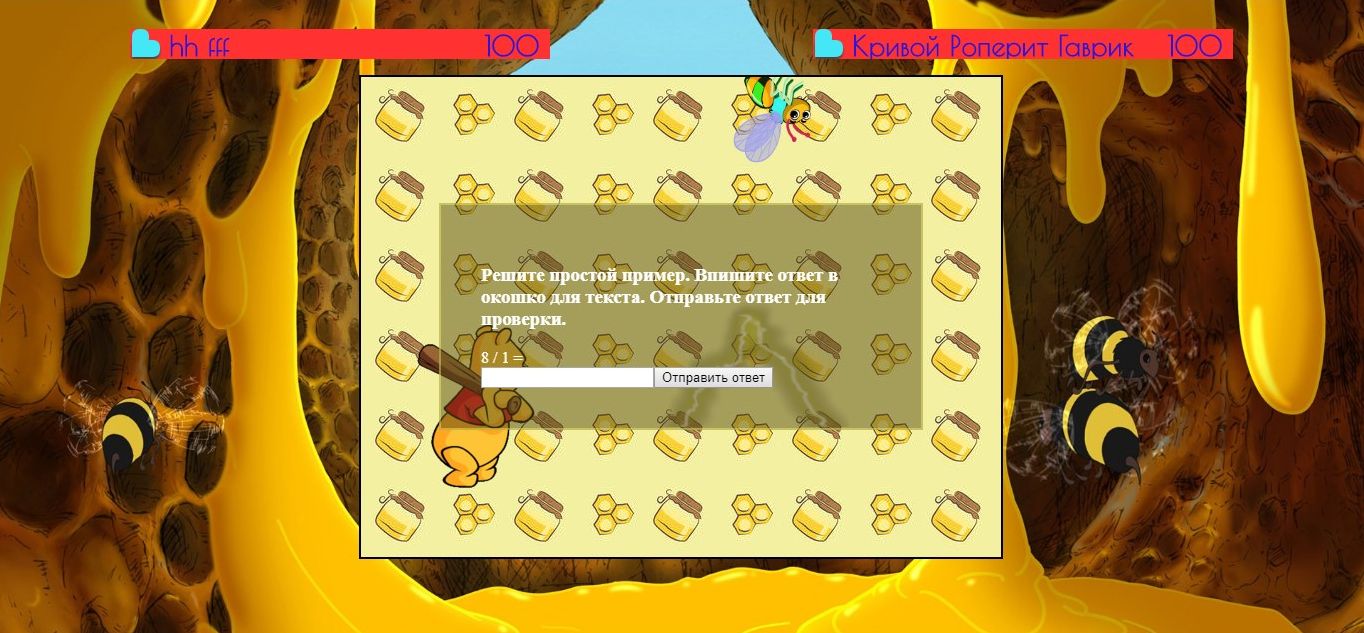 hh fff 100
Кривой Роперит Гаврик 100
Решите простой пример. Впишите ответ в
окошко для текста. Отправьте ответ для
проверки.
8 / 1 =
Отправить ответ